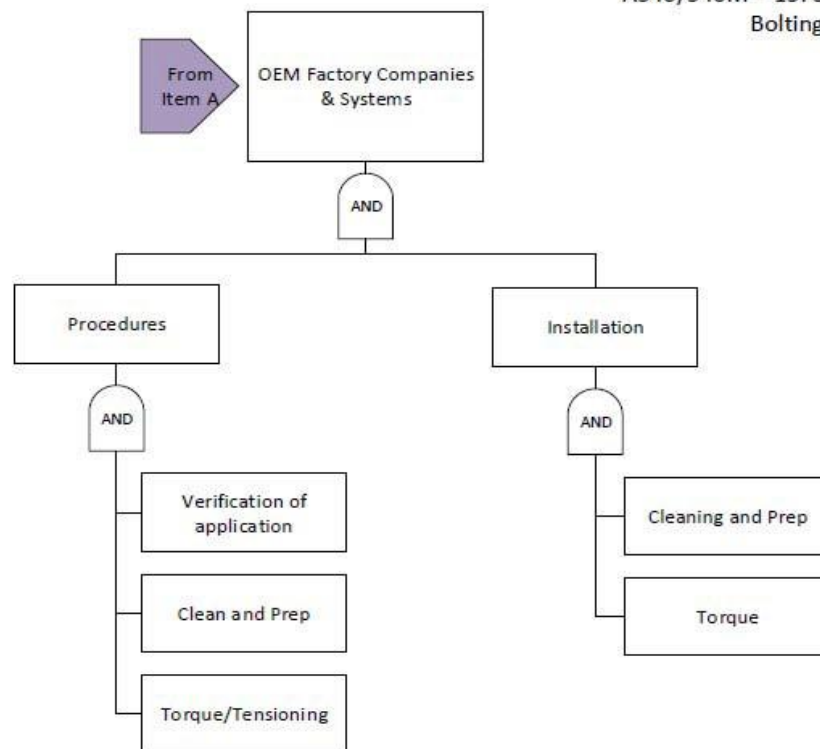 Bolting
From
Item A
OEM Factory Companies
& Systems
AND
Procedures
Installation
AND
AND
Verification of
application
Cleaning and Prep
Clean and Prep
Torque
Torque/Tensioning